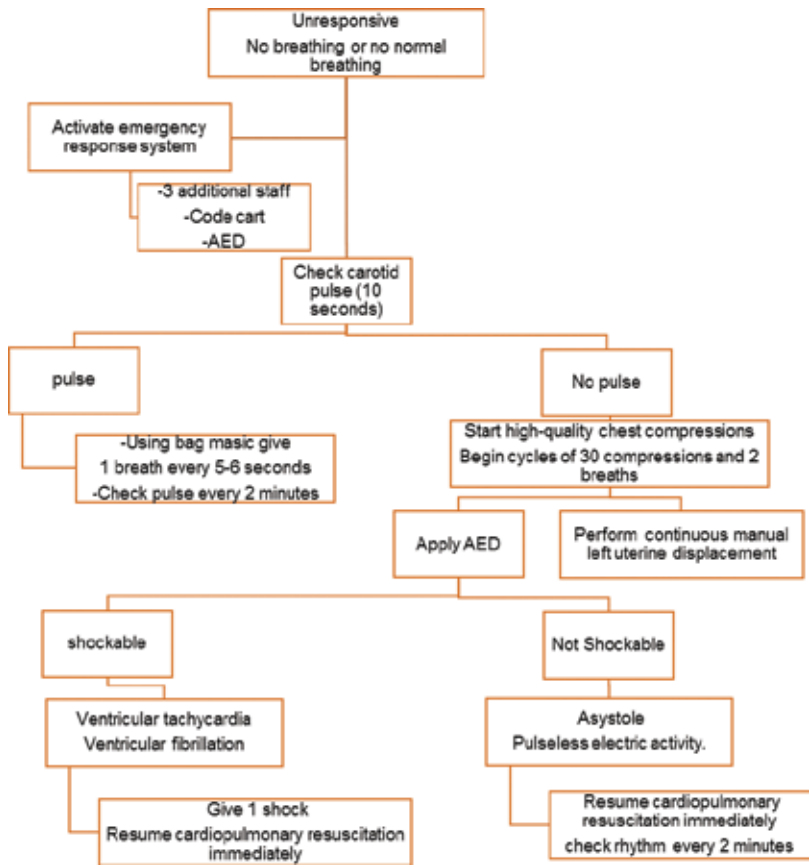 Unresponsive
No breathing or no normal
breathing
Activate emergency
response system
-3 additional staff
-Code cart
-AED
Check carotid
pulse (10
seconds)
pulse
No pulse
-Using bag masic give
1 breath every 5-6 seconds
-Check pulse every 2 minutes
Start high-quality chest compressions
Begin cycles of 30 compressions and 2
breaths
Apply AED
Perform continuous manual
left uterine displacement
shockable
Not Shockable
Ventricular tachycardia
Ventricular fibrillation
Asystole
Pulseless electric activity.
Give 1 shock
Resume cardiopulmonary resuscitation
immediately
Resume cardiopulmonary
resuscitation immediately
check rhythm every 2 minutes